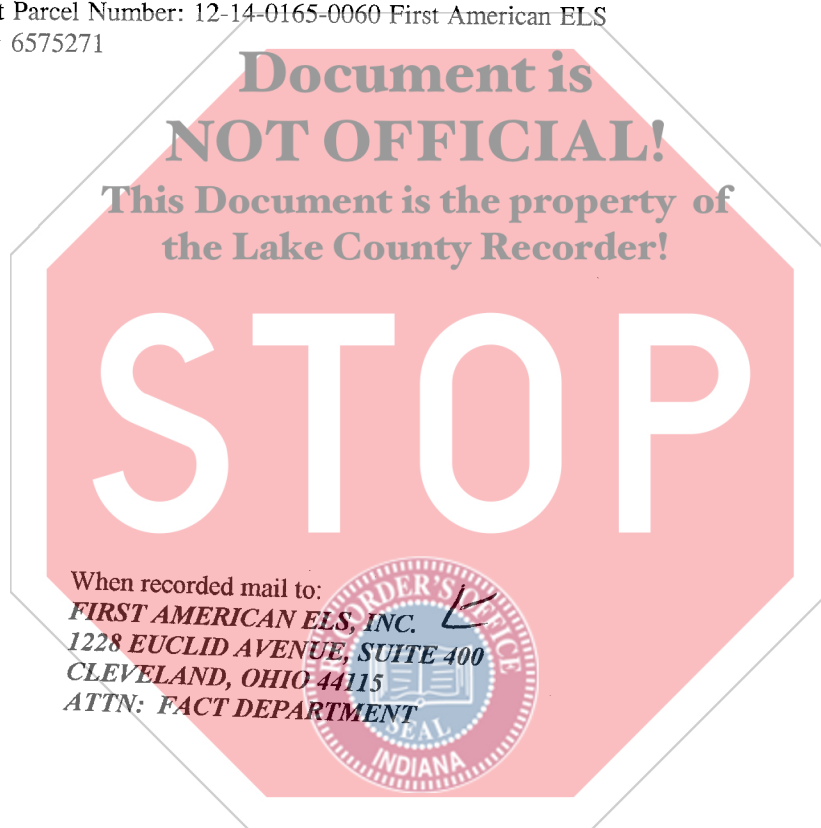 t Parcel Number: 12-14-0165-0060 First American ELS
6575271
Document is
NOT OFFICIAL!
This Document is the property of
the Lake County Recorder!
STOP
When recorded mail to:
FIRST AMERICAN ELS, INC.
1228 EUCLID AVENUE, SUITE 400
CLEVELAND, OHIO 44115
ATTN: FACT DEPARTMENT
RECORDER'S OFFICE
SEAL
INDIANA